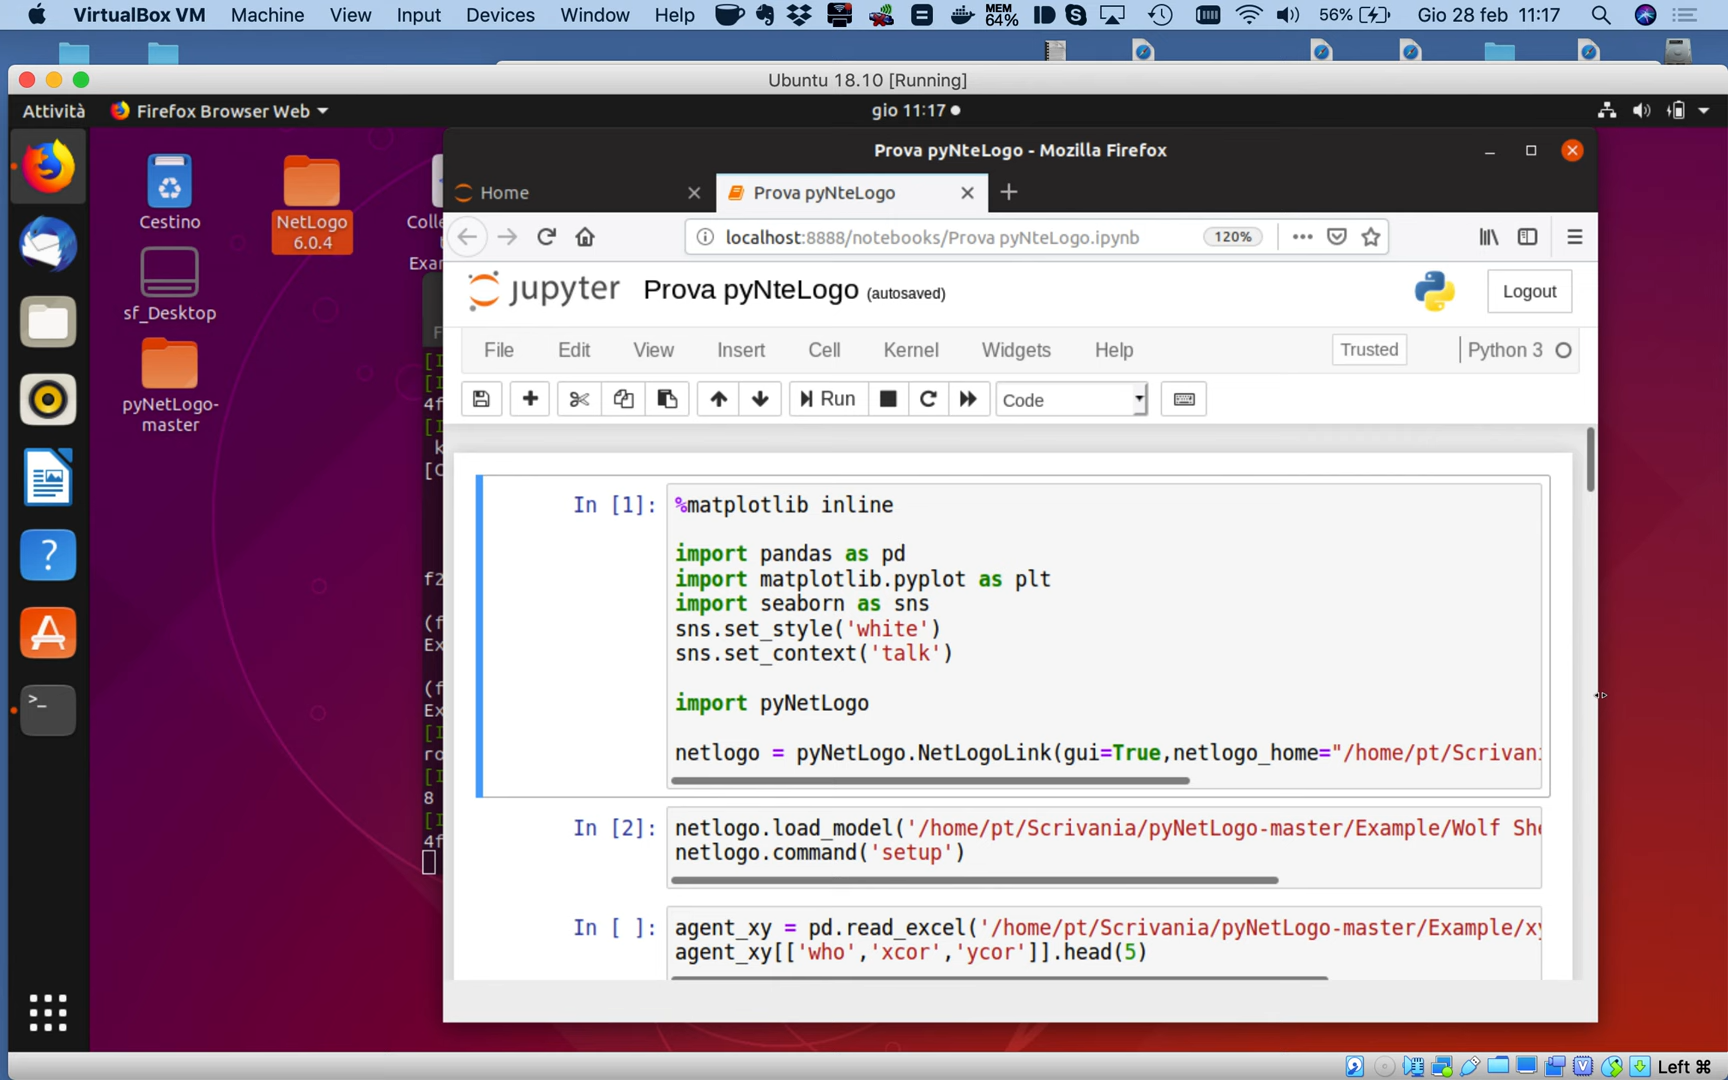 VirtualBox VM Machine View Input Devices Window Help MEM 64% 56% Gio 28 feb 11:17
Ubuntu 18.10 [Running]
Attività Firefox Browser Web gio 11:17
Prova pyNteLogo - Mozilla Firefox
Home Prova pyNteLogo
localhost:8888/notebooks/Prova pyNteLogo.ipynb 120%
Cestino
NetLogo
6.0.4
sf_Desktop
pyNetLogo-
master
jupyter Prova pyNteLogo (autosaved) Logout
File Edit View Insert Cell Kernel Widgets Help Trusted Python 3
Run Code
In [1]: %matplotlib inline
import pandas as pd
import matplotlib.pyplot as plt
import seaborn as sns
sns.set_style('white')
sns.set_context('talk')
import pyNetLogo
netlogo = pyNetLogo.NetLogoLink(gui=True,netlogo_home="/home/pt/Scrivani
In [2]: netlogo.load_model('/home/pt/Scrivania/pyNetLogo-master/Example/Wolf She
netlogo.command('setup')
In [ ]: agent_xy = pd.read_excel('/home/pt/Scrivania/pyNetLogo-master/Example/xy
agent_xy[['who','xcor','ycor']].head(5)
Left ⌘